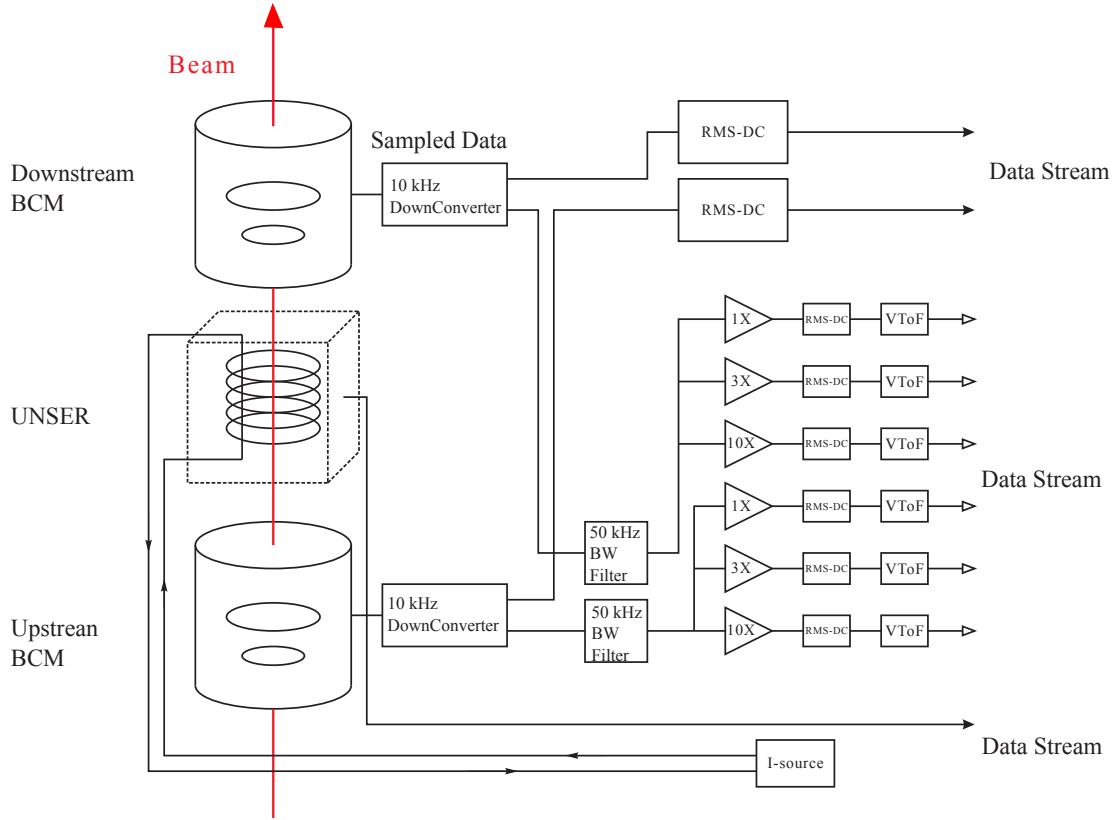 Beam
Sampled Data
Downstream
BCM
10 kHz
DownConverter
RMS-DC
RMS-DC
Data Stream
1X
RMS-DC
VToF
3X
RMS-DC
VToF
UNSER
10X
RMS-DC
VToF
Data Stream
1X
RMS-DC
VToF
50 kHz
BW
Filter
3X
RMS-DC
VToF
Upstrean
BCM
10 kHz
DownConverter
50 kHz
BW
Filter
10X
RMS-DC
VToF
Data Stream
I-source